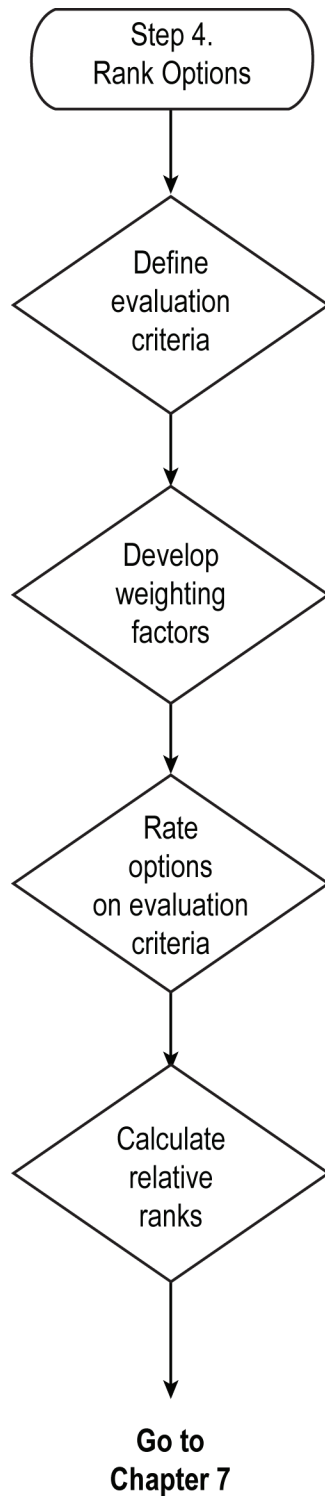 Step 4.
Rank Options
Define
evaluation
criteria
Develop
weighting
factors
Rate
options
on evaluation
criteria
Calculate
relative
ranks
Go to
Chapter 7